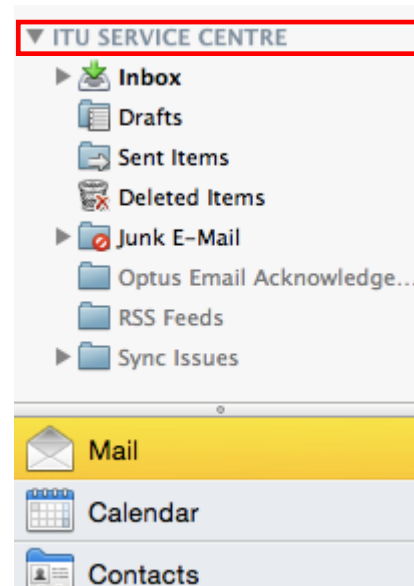 ITU SERVICE CENTRE
Inbox
Drafts
Sent Items
Deleted Items
Junk E-Mail
Optus Email Acknowledge...
RSS Feeds
Sync Issues
Mail
Calendar
Contacts